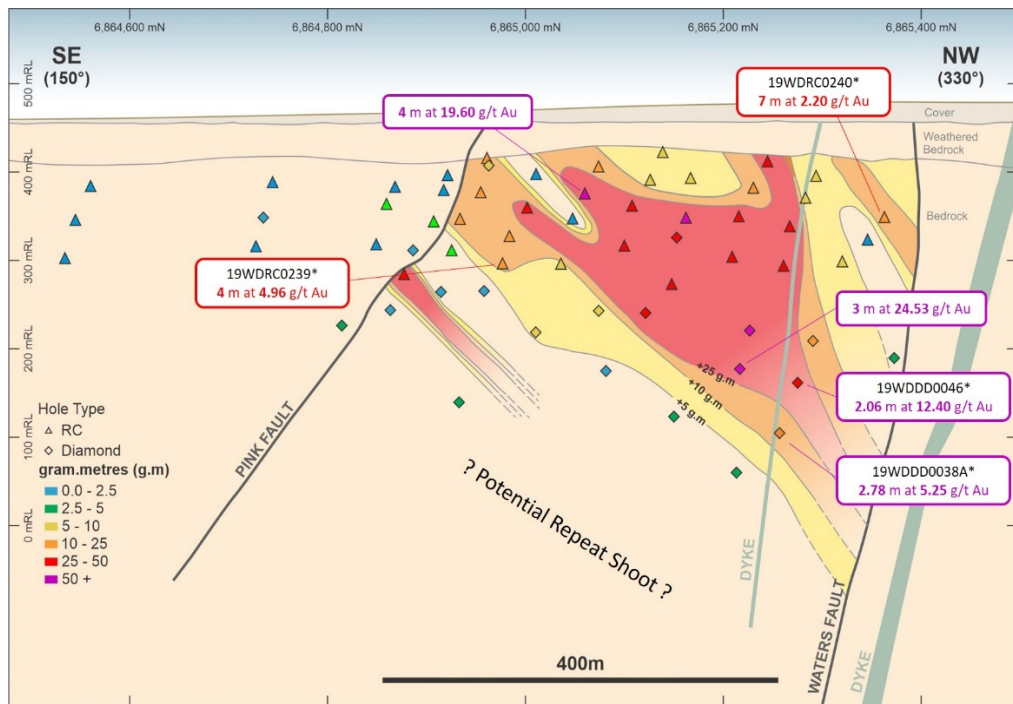 6,864,600 mN
6,864,800 mN
6,865,000 mN
6,865,200 mN
6,865,400 mN
SE
(150°)
NW
(330°)
500 mRL
400 mRL
300 mRL
200 mRL
100 mRL
0 mRL
4 m at 19.60 g/t Au
19WDRC0240*
7 m at 2.20 g/t Au
Cover
Weathered
Bedrock
Bedrock
19WDRC0239*
4 m at 4.96 g/t Au
3 m at 24.53 g/t Au
19WDDD0046*
2.06 m at 12.40 g/t Au
19WDDD0038A*
2.78 m at 5.25 g/t Au
+25 g.m
+10 g.m
+5 g.m
Hole Type
RC
Diamond
gram.metres (g.m)
0.0 - 2.5
2.5 - 5
5 - 10
10 - 25
25 - 50
50 +
PINK FAULT
? Potential Repeat Shoot ?
DYKE
WATERS FAULT
DYKE
400m